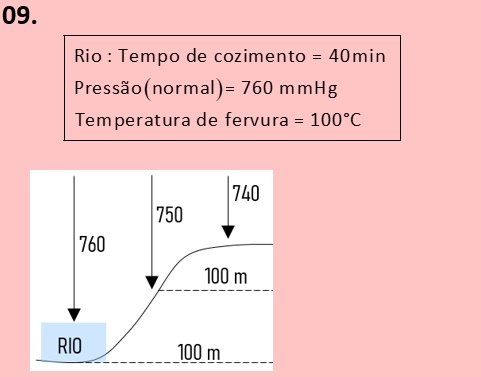 09.
Rio : Tempo de cozimento = 40min
Pressão(normal)= 760 mmHg
Temperatura de fervura = 100°C
740
750
760
100 m
RIO
100 m